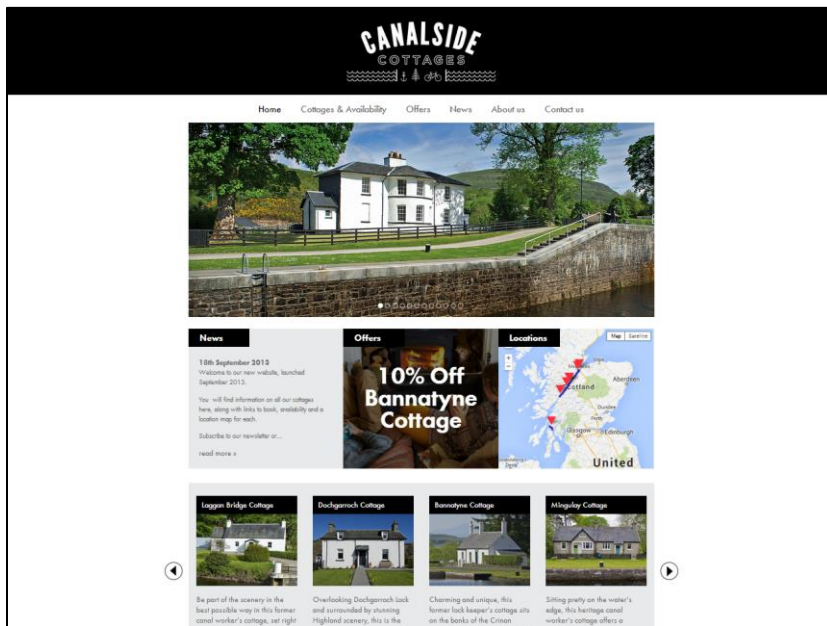 CANALSIDE
COTTAGES
Home Cottages & Availability Offers News About us Contact us
News
18th September 2013
Welcome to our new website, launched
September 2013.
You will find information on all our cottages
here, along with links to book, availability and a
location map for each.
Subscribe to our newsletter or...
read more »
Offers
10% Off
Bannatyne
Cottage
Locations
Map
+
−
Aberdeen
Dundee
Perth
Glasgow
Edinburgh
United
Laggan Bridge Cottage
Be part of the scenery in the
best possible way in this former
canal worker's cottage, set right
Dochgarroch Cottage
Overlooking Dochgarroch Lock
and surrounded by stunning
Highland scenery, this is the
Bannatyne Cottage
Charming and unique, this
former lock keeper's cottage sits
on the banks of the Crinan
Mingulay Cottage
Sitting pretty on the water's
edge, this heritage canal
worker's cottage offers a